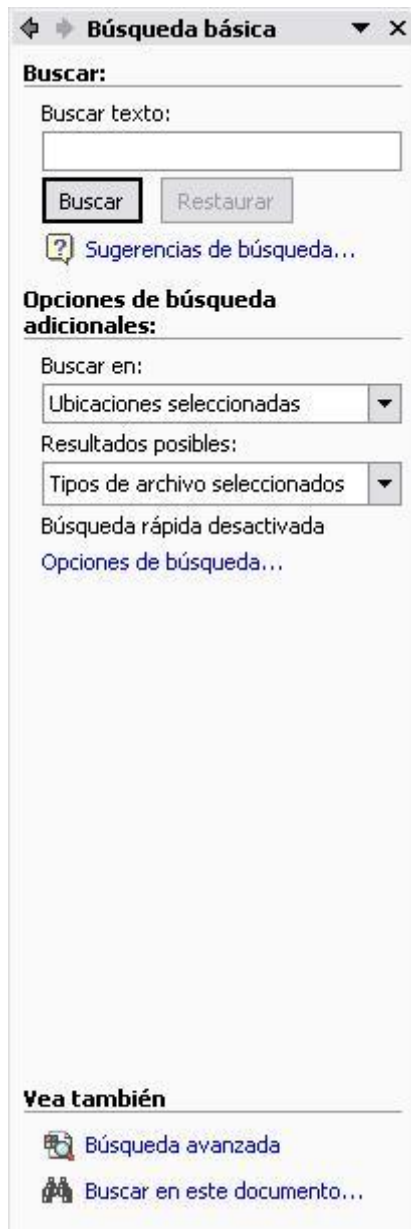 Búsqueda básica
Buscar:
Buscar texto:
Buscar
Restaurar
Sugerencias de búsqueda...
Opciones de búsqueda
adicionales:
Buscar en:
Ubicaciones seleccionadas
Resultados posibles:
Tipos de archivo seleccionados
Búsqueda rápida desactivada
Opciones de búsqueda...
Vea también
Búsqueda avanzada
Buscar en este documento...